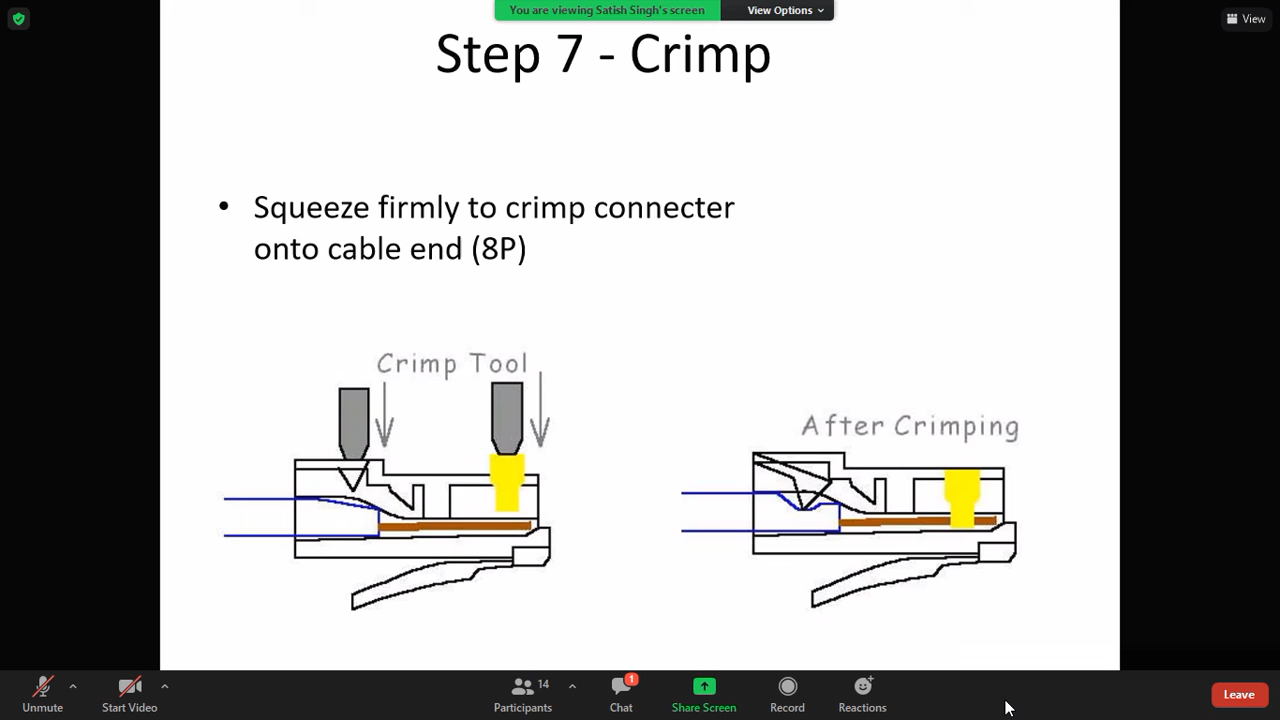 You are viewing Satish Singh's screen View Options
View
Step 7 - Crimp
• Squeeze firmly to crimp connecter
onto cable end (8P)
Crimp Tool
After Crimping
14
1
Unmute Start Video Participants Chat Share Screen Record Reactions Leave